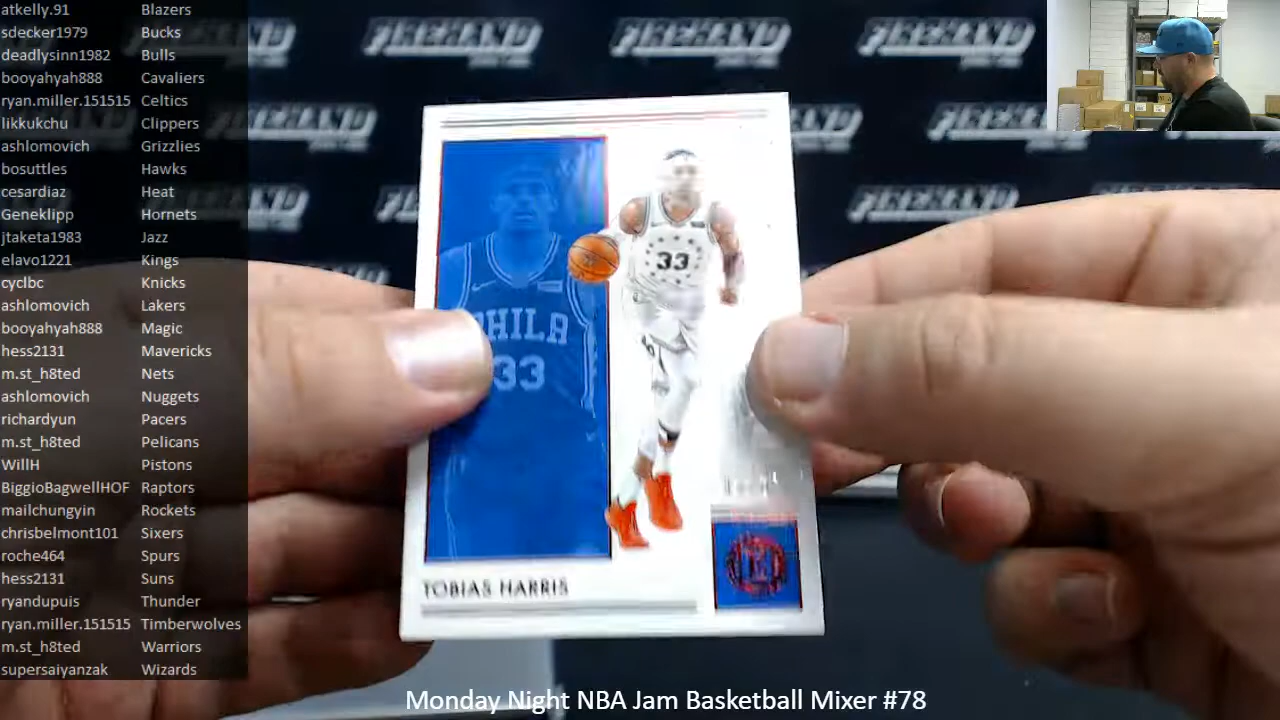 atkelly.91 Blazers
sdecker1979 Bucks
deadlysinn1982 Bulls
booyahyah888 Cavaliers
ryan.miller.151515 Celtics
likkukchu Clippers
ashlomovich Grizzlies
bosuttles Hawks
cesardiaz Heat
Geneklipp Hornets
jtaketa1983 Jazz
elavo1221 Kings
cyclbc Knicks
ashlomovich Lakers
booyahyah888 Magic
hess2131 Mavericks
m.st_h8ted Nets
ashlomovich Nuggets
richardyun Pacers
m.st_h8ted Pelicans
WillH Pistons
BiggioBagwellHOF Raptors
mailchungyin Rockets
chrisbelmont101 Sixers
roche464 Spurs
hess2131 Suns
ryandupuis Thunder
ryan.miller.151515 Timberwolves
m.st_h8ted Warriors
supersaiyanzak Wizards
FIREHAND FIREHAND FIREHAND
33
PHILA
33
TOBIAS HARRIS
Monday Night NBA Jam Basketball Mixer #78